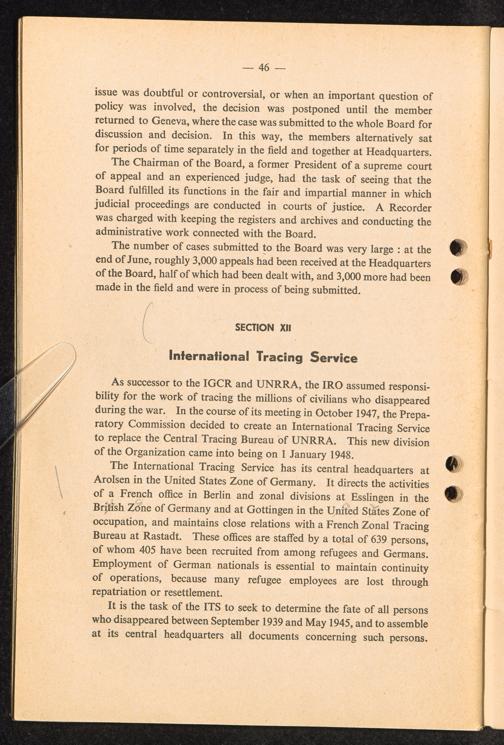 — 46 —
issue was doubtful or controversial, or when an important question of
policy was involved, the decision was postponed until the member
returned to Geneva, where the case was submitted to the whole Board for
discussion and decision. In this way, the members alternatively sat
for periods of time separately in the field and together at Headquarters.
The Chairman of the Board, a former President of a supreme court
of appeal and an experienced judge, had the task of seeing that the
Board fulfilled its functions in the fair and impartial manner in which
judicial proceedings are conducted in courts of justice. A Recorder
was charged with keeping the registers and archives and conducting the
administrative work connected with the Board.
The number of cases submitted to the Board was very large : at the
end of June, roughly 3,000 appeals had been received at the Headquarters
of the Board, half of which had been dealt with, and 3,000 more had been
made in the field and were in process of being submitted.
SECTION XII
International Tracing Service
As successor to the IGCR and UNRRA, the IRO assumed responsi-
bility for the work of tracing the millions of civilians who disappeared
during the war. In the course of its meeting in October 1947, the Prepa-
ratory Commission decided to create an International Tracing Service
to replace the Central Tracing Bureau of UNRRA. This new division
of the Organization came into being on 1 January 1948.
The International Tracing Service has its central headquarters at
Arolsen in the United States Zone of Germany. It directs the activities
of a French office in Berlin and zonal divisions at Esslingen in the
British Zone of Germany and at Gottingen in the United States Zone of
occupation, and maintains close relations with a French Zonal Tracing
Bureau at Rastadt. These offices are staffed by a total of 639 persons,
of whom 405 have been recruited from among refugees and Germans.
Employment of German nationals is essential to maintain continuity
of operations, because many refugee employees are lost through
repatriation or resettlement.
It is the task of the ITS to seek to determine the fate of all persons
who disappeared between September 1939 and May 1945, and to assemble
at its central headquarters all documents concerning such persons.